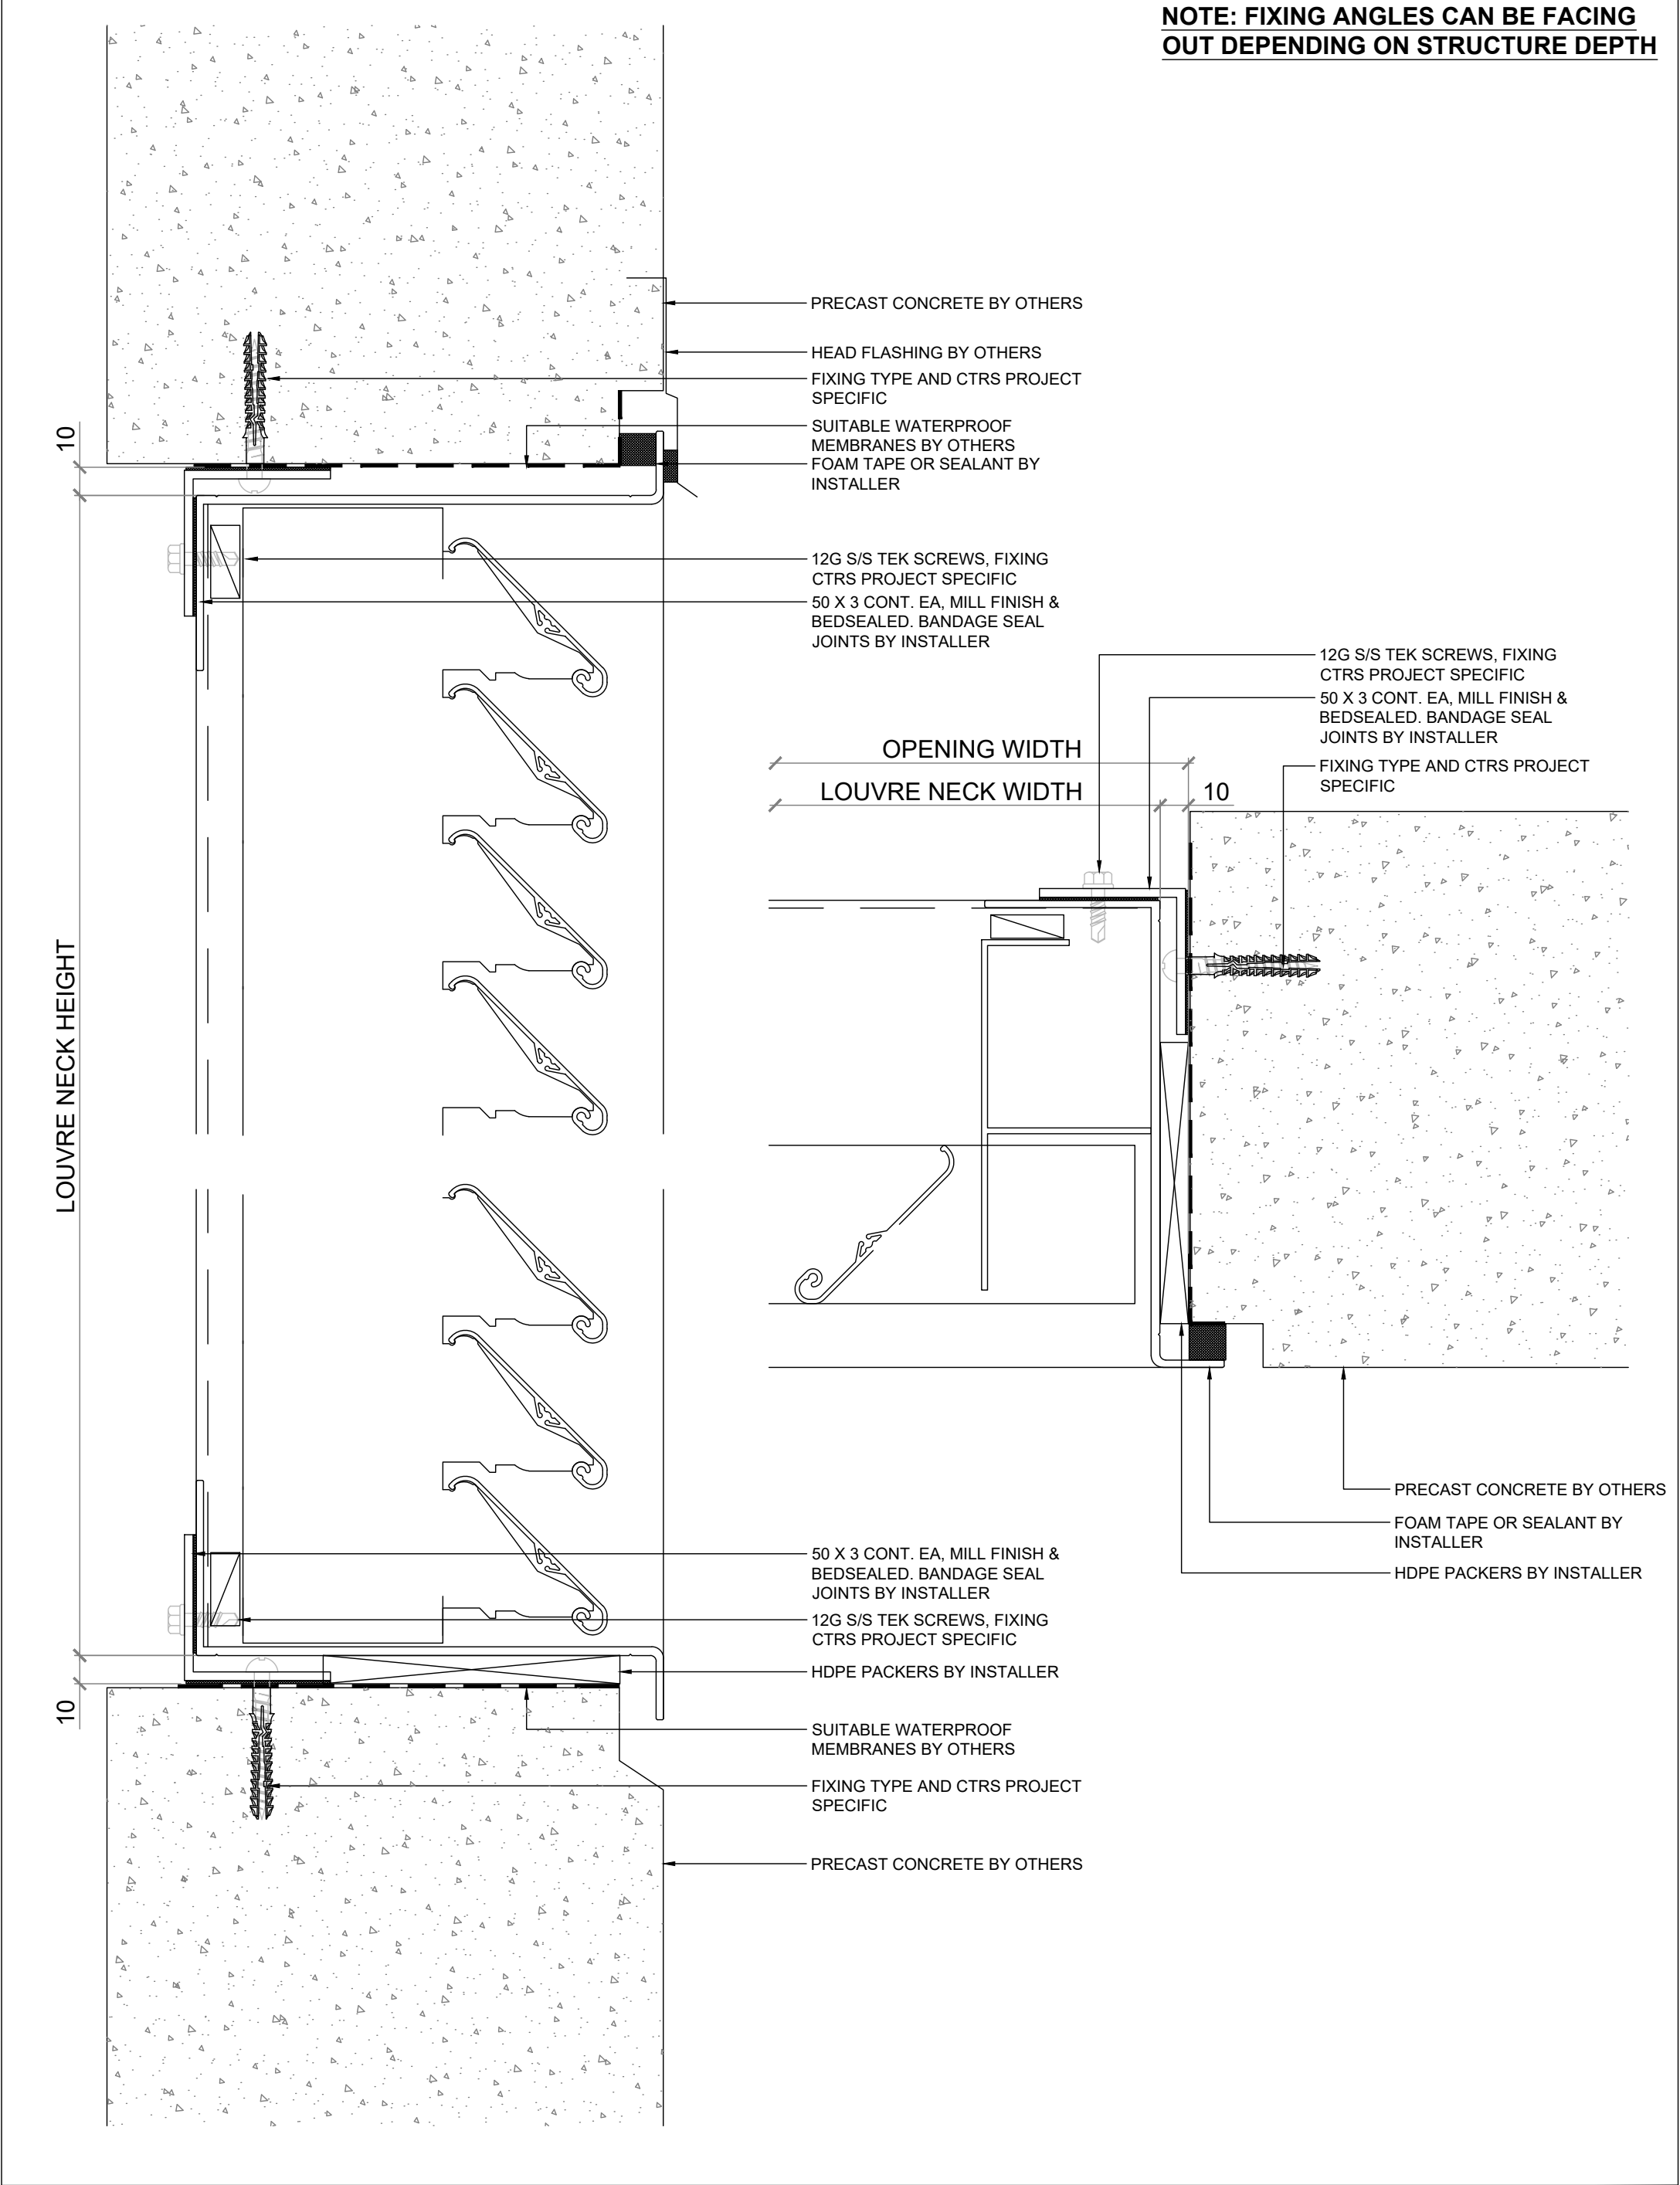 NOTE: FIXING ANGLES CAN BE FACING
OUT DEPENDING ON STRUCTURE DEPTH
PRECAST CONCRETE BY OTHERS
HEAD FLASHING BY OTHERS
FIXING TYPE AND CTRS PROJECT
SPECIFIC
SUITABLE WATERPROOF
MEMBRANES BY OTHERS
FOAM TAPE OR SEALANT BY
INSTALLER
10
12G S/S TEK SCREWS, FIXING
CTRS PROJECT SPECIFIC
50 X 3 CONT. EA, MILL FINISH &
BEDSEALED. BANDAGE SEAL
JOINTS BY INSTALLER
LOUVRE NECK HEIGHT
50 X 3 CONT. EA, MILL FINISH &
BEDSEALED. BANDAGE SEAL
JOINTS BY INSTALLER
12G S/S TEK SCREWS, FIXING
CTRS PROJECT SPECIFIC
HDPE PACKERS BY INSTALLER
10
SUITABLE WATERPROOF
MEMBRANES BY OTHERS
FIXING TYPE AND CTRS PROJECT
SPECIFIC
PRECAST CONCRETE BY OTHERS
12G S/S TEK SCREWS, FIXING
CTRS PROJECT SPECIFIC
50 X 3 CONT. EA, MILL FINISH &
BEDSEALED. BANDAGE SEAL
JOINTS BY INSTALLER
FIXING TYPE AND CTRS PROJECT
SPECIFIC
OPENING WIDTH
LOUVRE NECK WIDTH
10
PRECAST CONCRETE BY OTHERS
FOAM TAPE OR SEALANT BY
INSTALLER
HDPE PACKERS BY INSTALLER